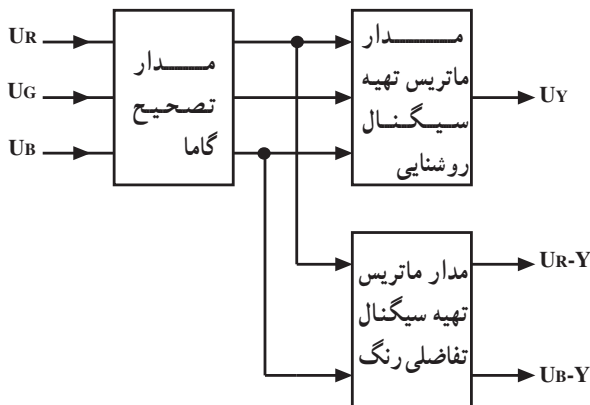 UR
UG
UB
مدار
تصحیح
گاما
مدار
ماتریس تهیه
سیگنال
روشنایی
UY
مدار ماتریس
تهیه سیگنال
تفاضلی رنگ
UR-Y
UB-Y